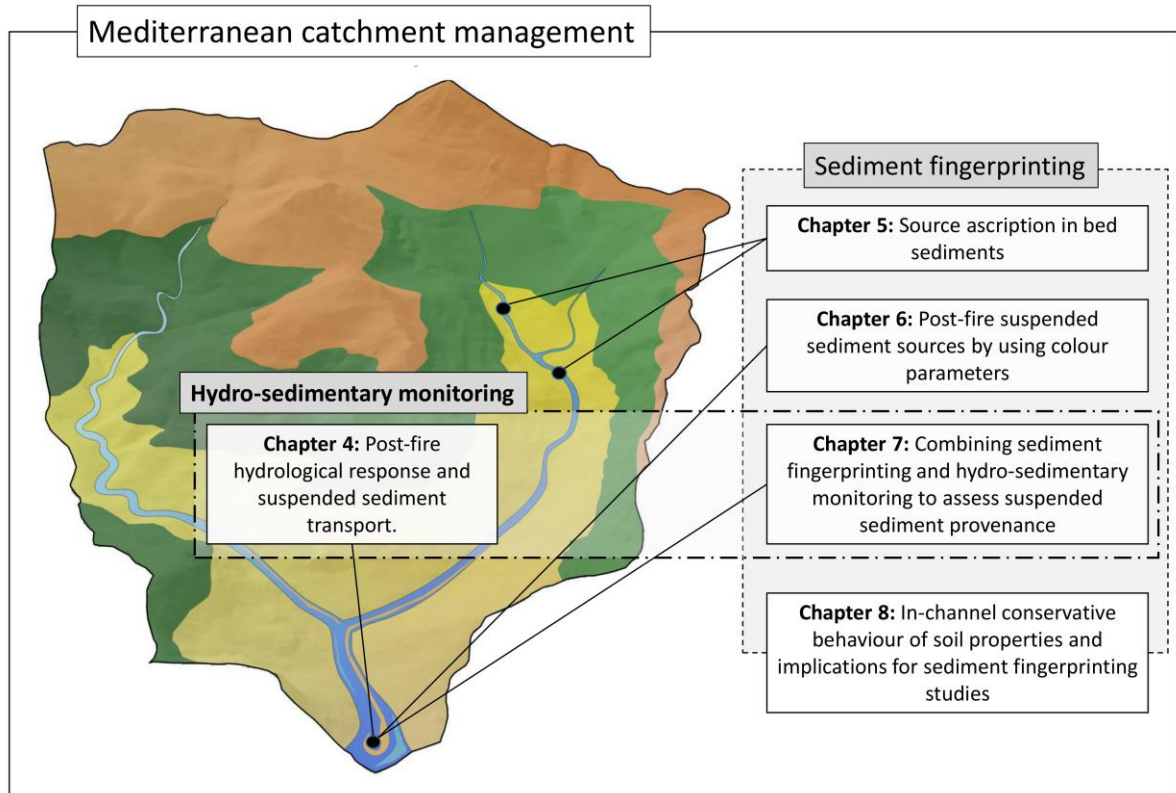 Mediterranean catchment management
Sediment fingerprinting
Chapter 5: Source ascription in bed
sediments
Chapter 6: Post-fire suspended
sediment sources by using colour
parameters
Hydro-sedimentary monitoring
Chapter 4: Post-fire
hydrological response and
suspended sediment
transport.
Chapter 7: Combining sediment
fingerprinting and hydro-sedimentary
monitoring to assess suspended
sediment provenance
Chapter 8: In-channel conservative
behaviour of soil properties and
implications for sediment fingerprinting
studies